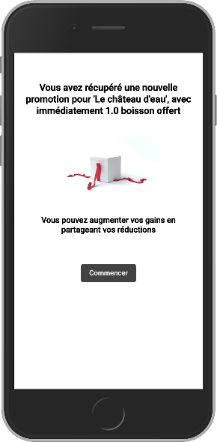 Vous avez récupéré une nouvelle
promotion pour 'Le château d'eau', avec
immédiatement 1.0 boisson offert
Vous pouvez augmenter vos gains en
partageant vos réductions
Commencer